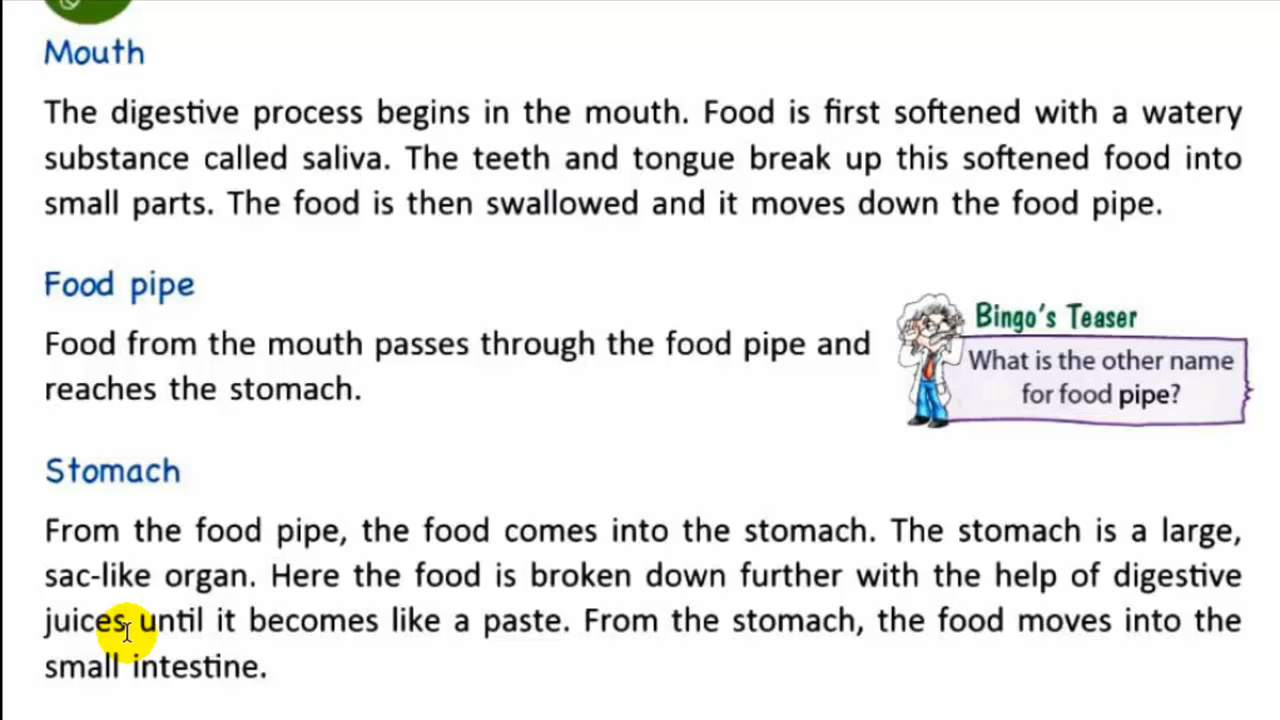 Mouth
The digestive process begins in the mouth. Food is first softened with a watery
substance called saliva. The teeth and tongue break up this softened food into
small parts. The food is then swallowed and it moves down the food pipe.
Food pipe
Food from the mouth passes through the food pipe and
reaches the stomach.
Bingo's Teaser
What is the other name
for food pipe?
Stomach
From the food pipe, the food comes into the stomach. The stomach is a large,
sac-like organ. Here the food is broken down further with the help of digestive
juices until it becomes like a paste. From the stomach, the food moves into the
small intestine.